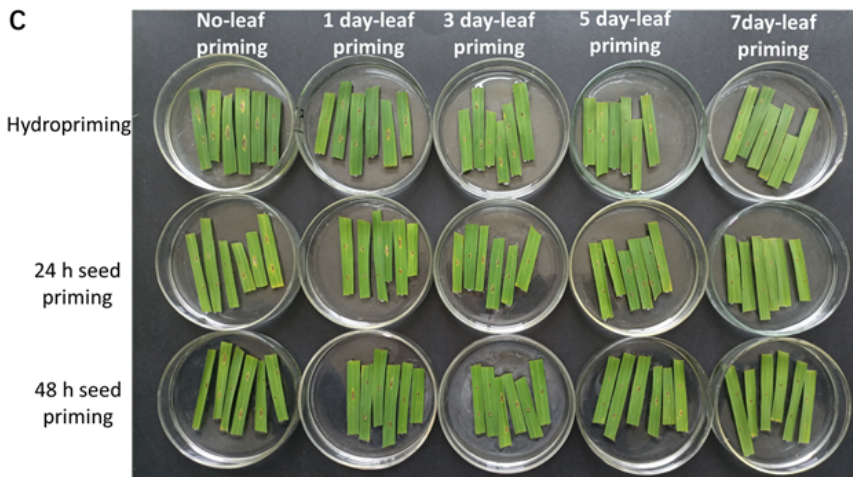 C
No-leaf
priming
1 day-leaf
priming
3 day-leaf
priming
5 day-leaf
priming
7day-leaf
priming
Hydropriming
24 h seed
priming
48 h seed
priming